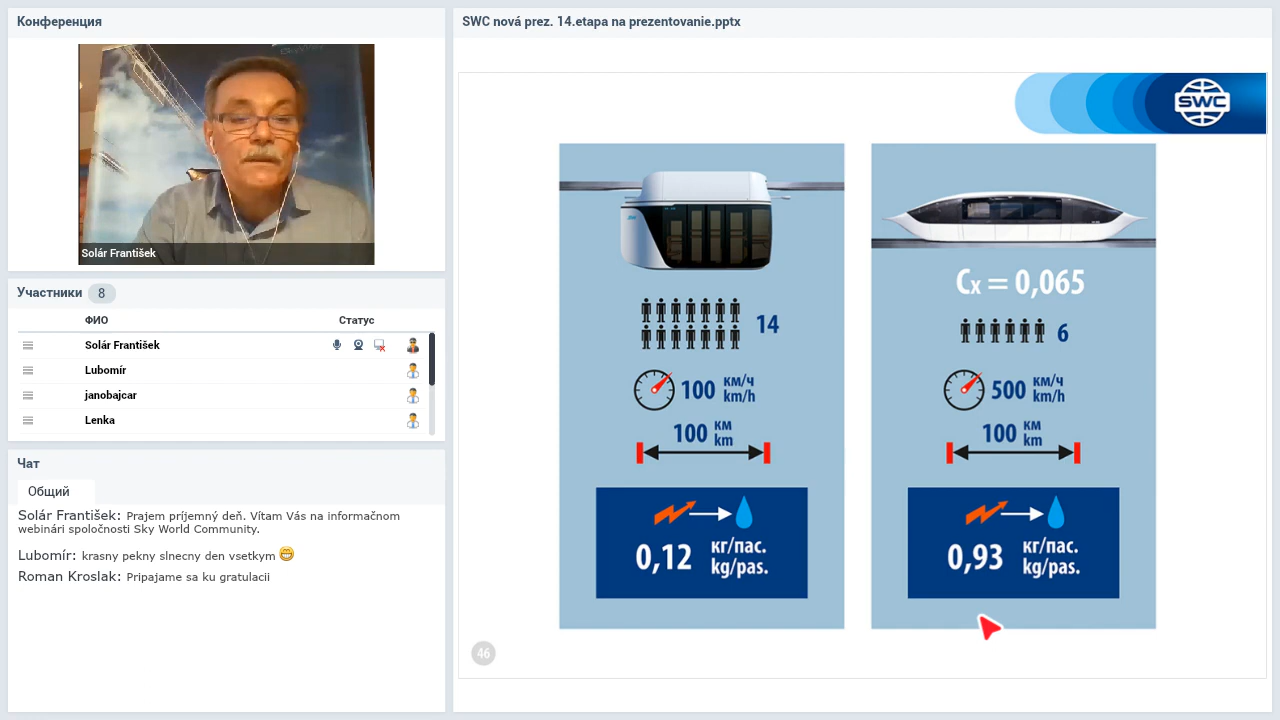 Конференция
Solár František
Участники 8
ФИО Статус
Solár František
Lubomír
janobajcar
Lenka
Чат
Общий
Solár František: Prajem príjemný deň. Vítam Vás na informačnom
webinári spoločnosti Sky World Community.
Lubomír: krasny pekny slnecny den vsetkym
Roman Kroslak: Pripajame sa ku gratulacii
SWC nová prez. 14.etapa na prezentovanie.pptx
SWC
14
100 км/ч
km/h
100 км
km
0,12 кг/пас.
kg/pas.
Cx = 0,065
6
500 км/ч
km/h
100 км
km
0,93 кг/пас.
kg/pas.
46